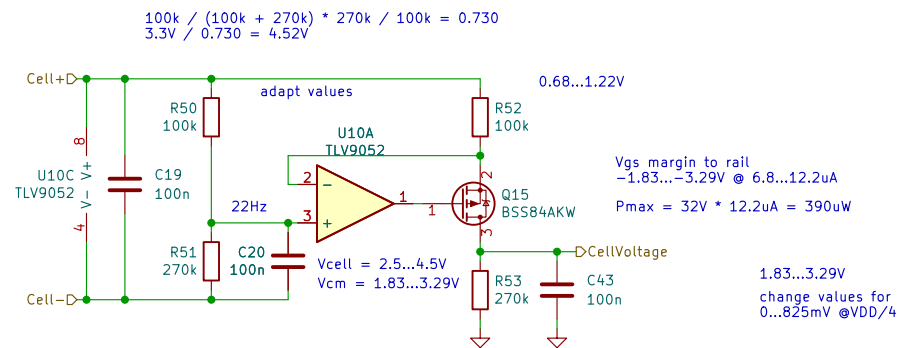 100k / (100k + 270k) * 270k / 100k = 0.730
3.3V / 0.730 = 4.52V
Cell+
adapt values
0.68...1.22V
R50
100k
R52
100k
8
U10C
TLV9052
V+
V-
4
C19
100n
U10A
TLV9052
2
-
3
+
1
1
2
Q15
BSS84AKW
3
Vgs margin to rail
-1.83...-3.29V @ 6.8...12.2uA
Pmax = 32V * 12.2uA = 390uW
22Hz
R51
270k
C20
100n
Vcell = 2.5...4.5V
Vcm = 1.83...3.29V
CellVoltage
R53
270k
C43
100n
1.83...3.29V
change values for
0...825mV @VDD/4
Cell-